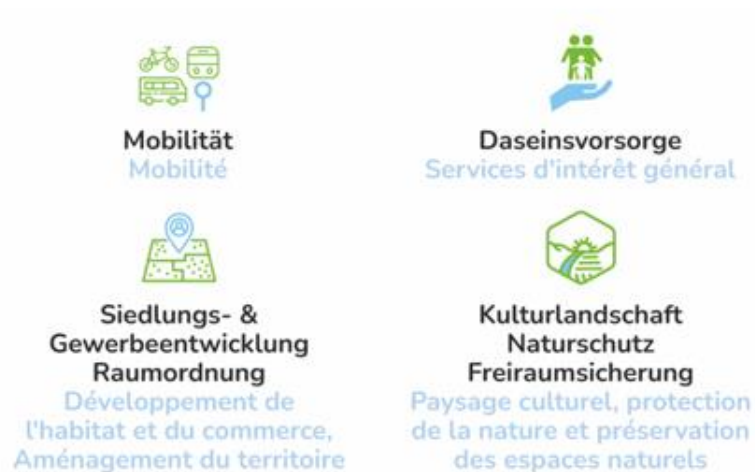 Mobilität
Mobilité
Daseinsvorsorge
Services d'intérêt général
Siedlungs- &
Gewerbeentwicklung
Raumordnung
Développement de
l'habitat et du commerce,
Aménagement du territoire
Kulturlandschaft
Naturschutz
Freiraumsicherung
Paysage culturel, protection
de la nature et préservation
des espaces naturels